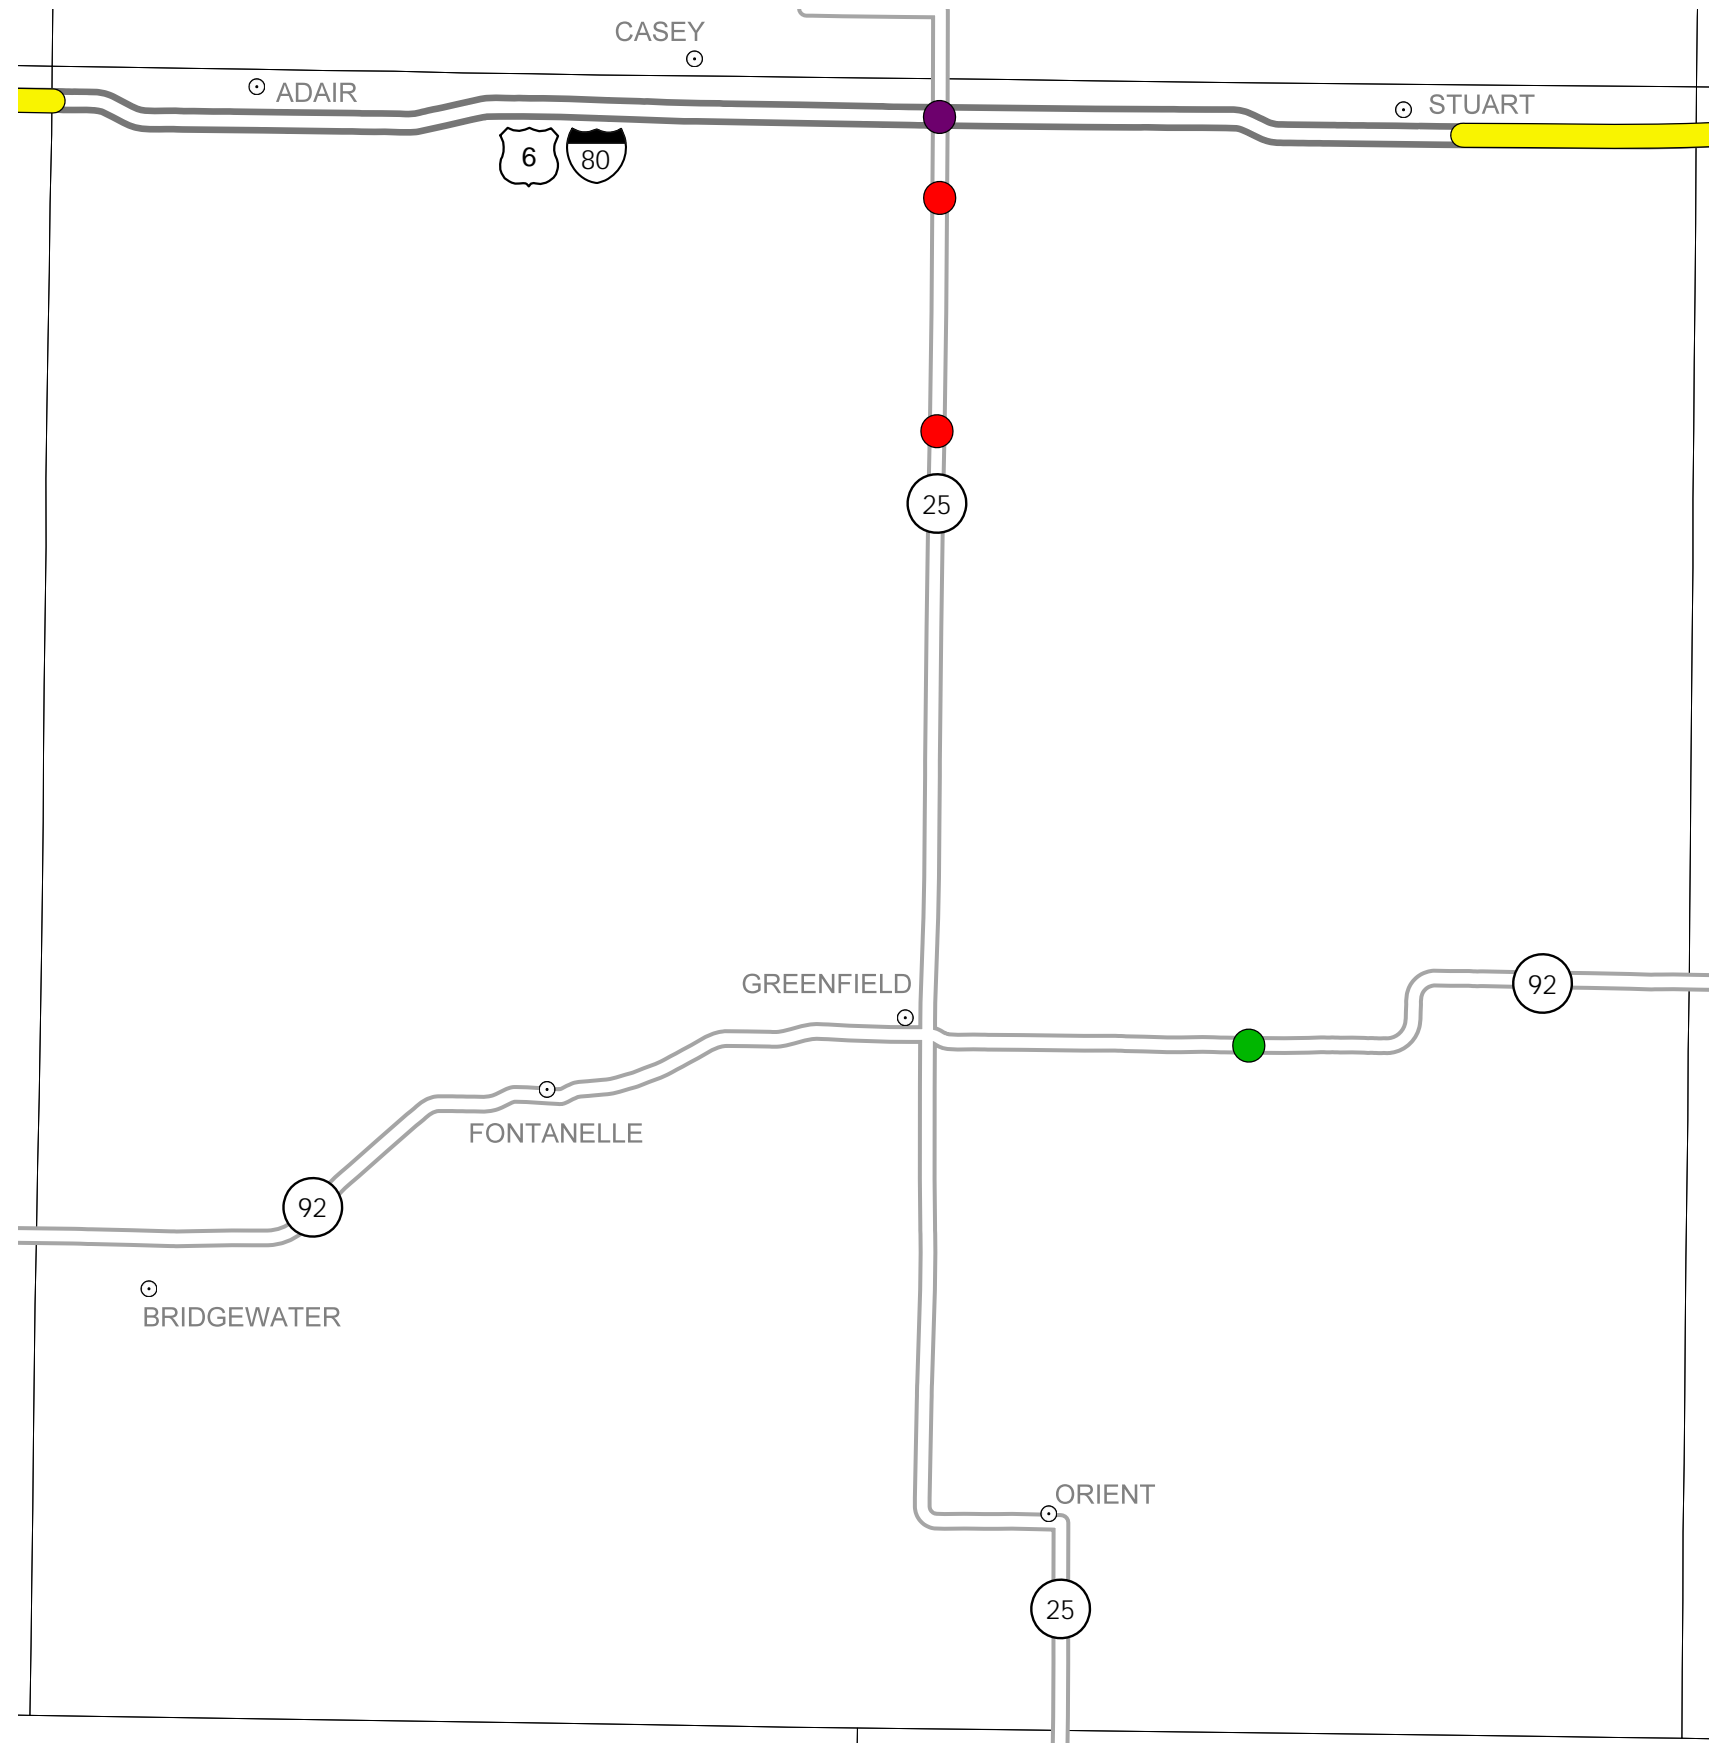 CASEY
ADAIR
STUART
6
80
25
GREENFIELD
92
FONTANELLE
92
BRIDGEWATER
ORIENT
25